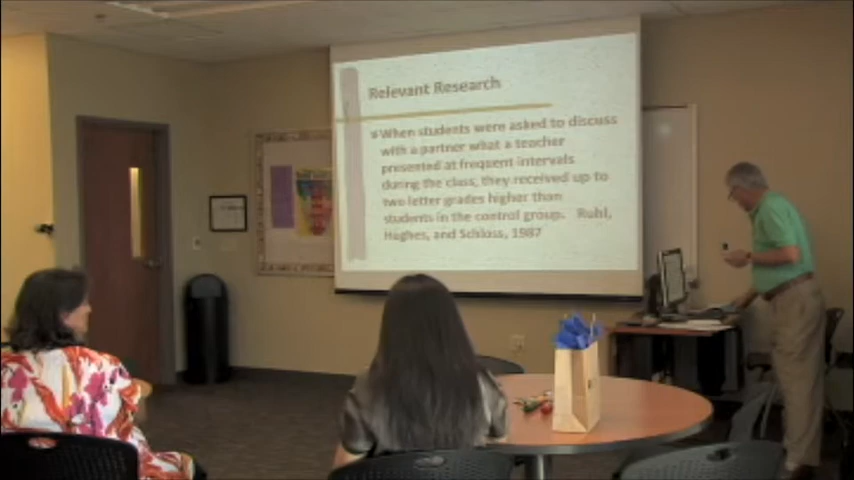 Relevant Research
When students were asked to discuss
with a partner what a teacher
presented at frequent intervals
during the class, they received up to
two letter grades higher than
students in the control group. Ruhl,
Hughes, and Schloss, 1987